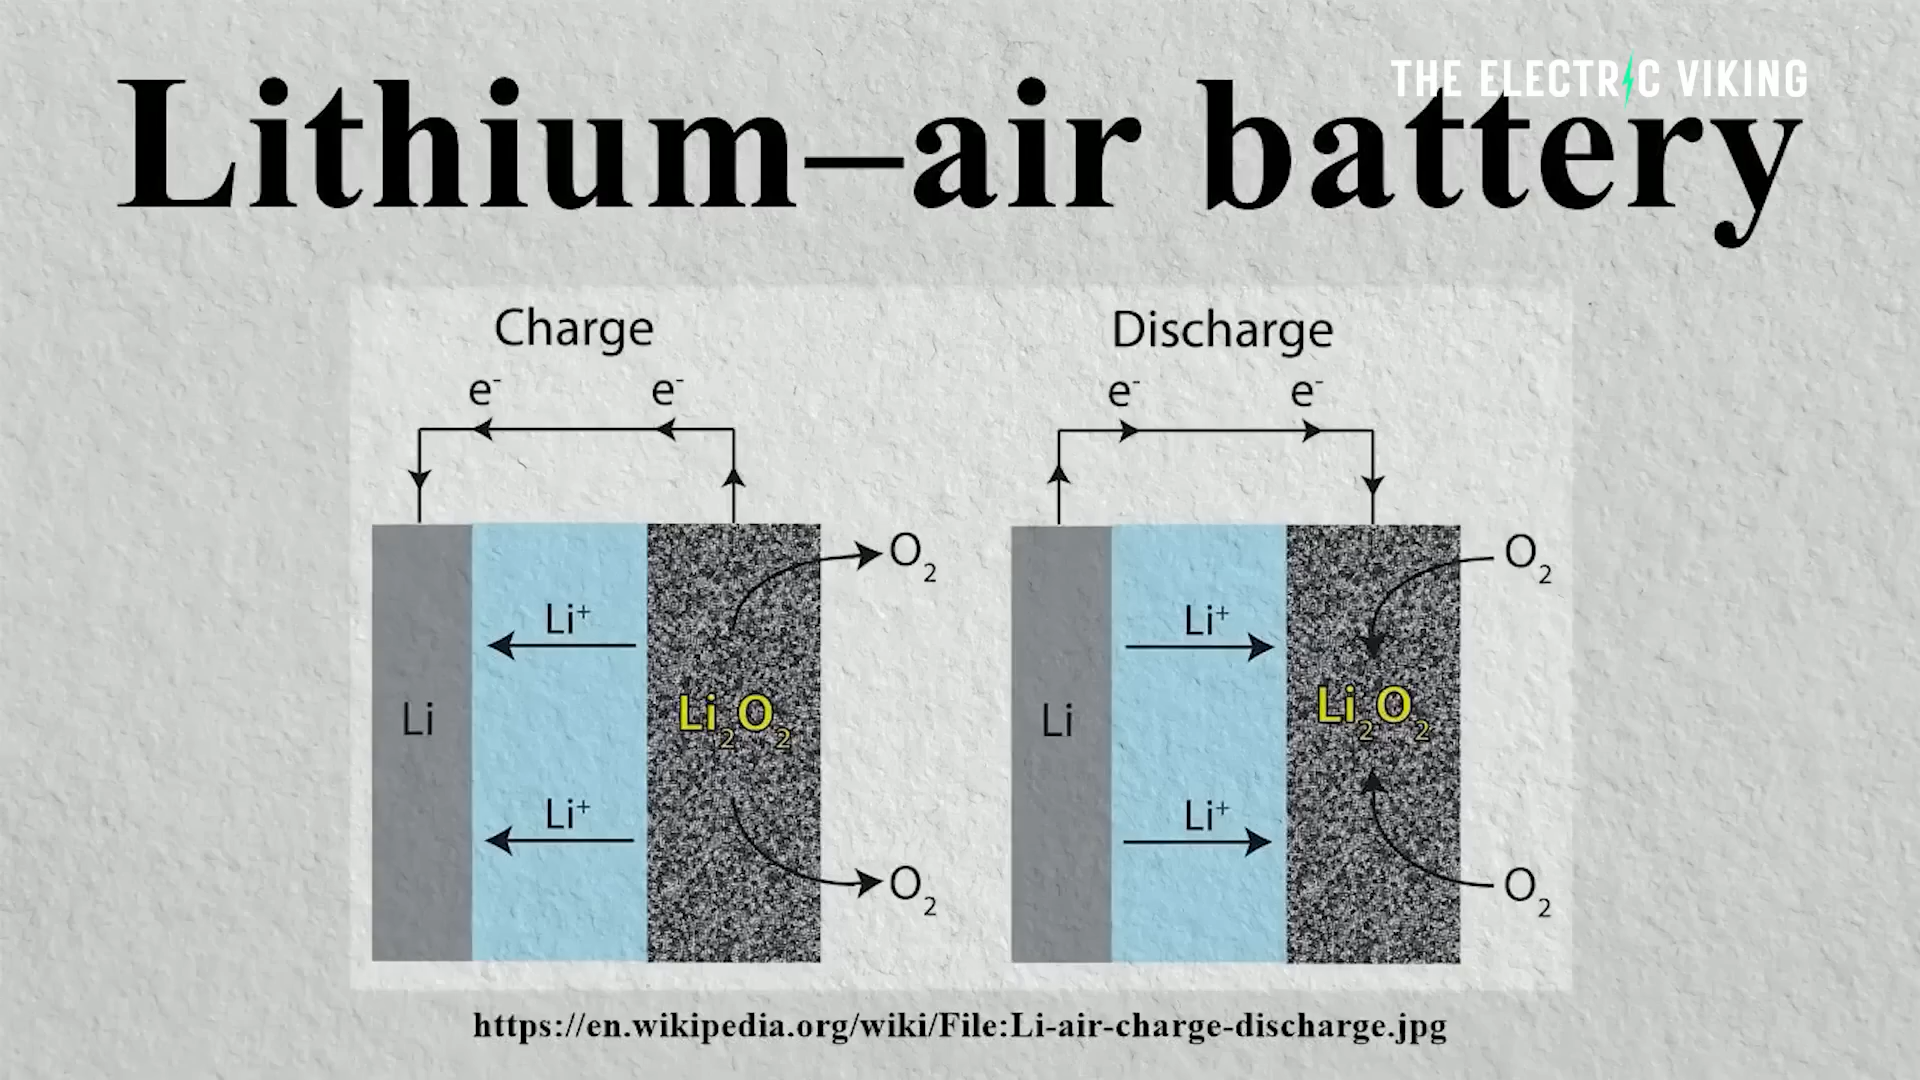 THE ELECTRIC VIKING
Lithium–air battery
Charge
e⁻ e⁻
Li
Li⁺
Li⁺
Li₂O₂
O₂
O₂
Discharge
e⁻ e⁻
Li
Li⁺
Li⁺
Li₂O₂
O₂
O₂
https://en.wikipedia.org/wiki/File:Li-air-charge-discharge.jpg